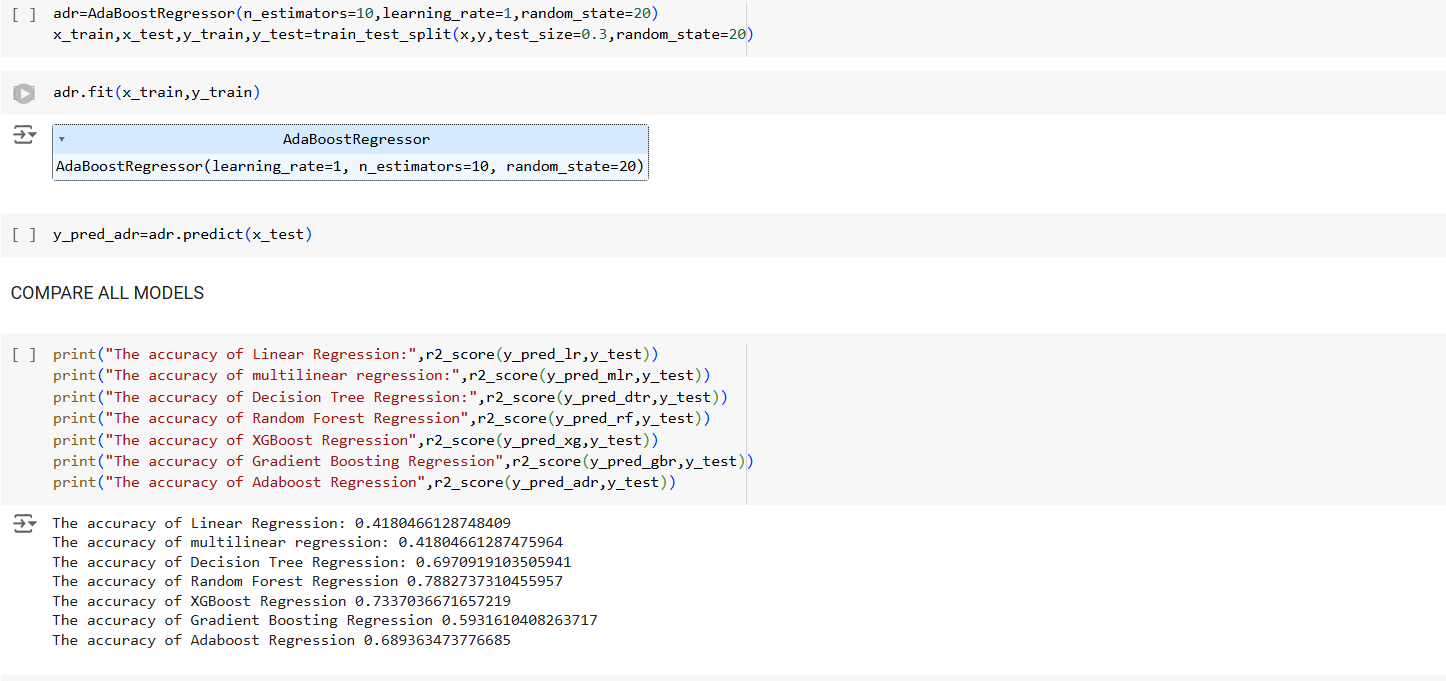 [ ] adr=AdaBoostRegressor(n_estimators=10,learning_rate=1,random_state=20)
x_train,x_test,y_train,y_test=train_test_split(x,y,test_size=0.3,random_state=20)
adr.fit(x_train,y_train)
AdaBoostRegressor
AdaBoostRegressor(learning_rate=1, n_estimators=10, random_state=20)
[ ] y_pred_adr=adr.predict(x_test)
COMPARE ALL MODELS
[ ] print("The accuracy of Linear Regression:",r2_score(y_pred_lr,y_test))
print("The accuracy of multilinear regression:",r2_score(y_pred_mlr,y_test))
print("The accuracy of Decision Tree Regression:",r2_score(y_pred_dtr,y_test))
print("The accuracy of Random Forest Regression",r2_score(y_pred_rf,y_test))
print("The accuracy of XGBoost Regression",r2_score(y_pred_xg,y_test))
print("The accuracy of Gradient Boosting Regression",r2_score(y_pred_gbr,y_test))
print("The accuracy of Adaboost Regression",r2_score(y_pred_adr,y_test))
The accuracy of Linear Regression: 0.4180466128748409
The accuracy of multilinear regression: 0.41804661287475964
The accuracy of Decision Tree Regression: 0.6970919103505941
The accuracy of Random Forest Regression 0.7882737310455957
The accuracy of XGBoost Regression 0.7337036671657219
The accuracy of Gradient Boosting Regression 0.5931610408263717
The accuracy of Adaboost Regression 0.689363473776685